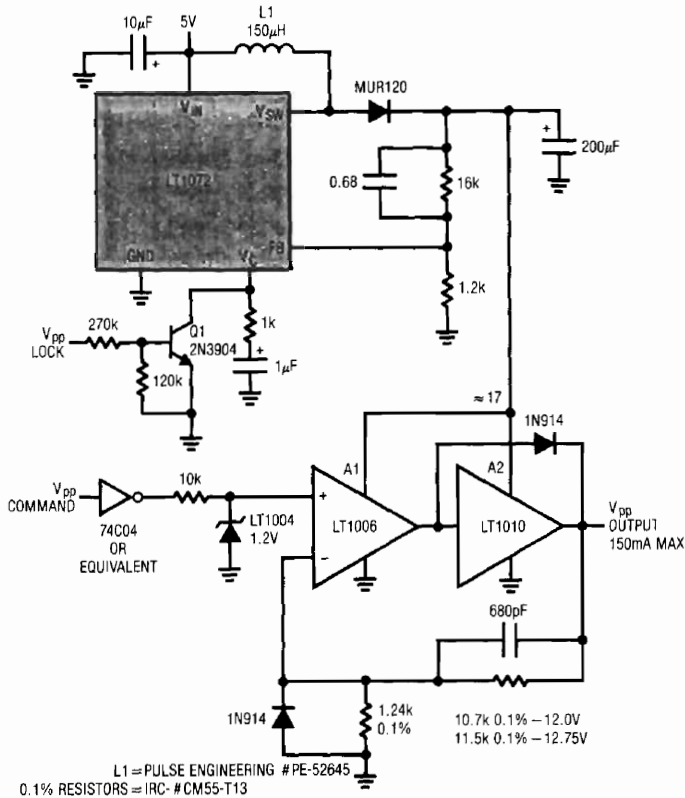 L1
10μF
5V
150μH
MUR120
VIN
VSW
LT1072
+
+
200μF
0.68
16k
FB
GND
VC
1.2k
270k
1k
Q1
Vpp
LOCK
2N3904
+
1μF
120k
≈17
1N914
A1
A2
10k
Vpp
COMMAND
+
LT1006
LT1010
Vpp
OUTPUT
150mA MAX
74C04
OR
EQUIVALENT
LT1004
1.2V
−
680pF
1N914
1.24k
0.1%
10.7k 0.1% – 12.0V
11.5k 0.1% – 12.75V
L1 = PULSE ENGINEERING #PE-52645
0.1% RESISTORS = IRC-#CM55-T13